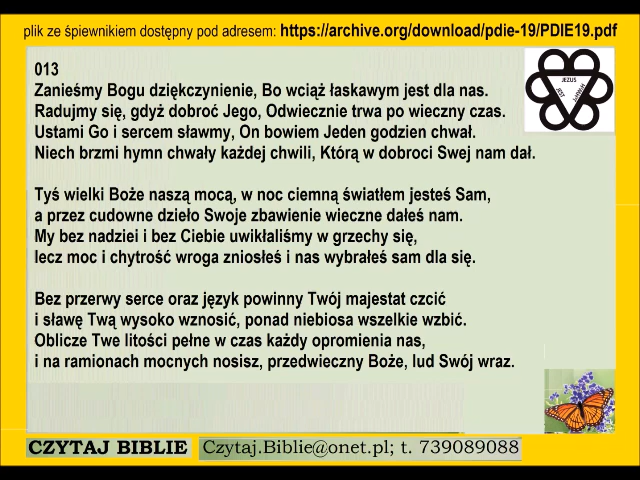 plik ze śpiewnikiem dostępny pod adresem: https://archive.org/download/pdie-19/PDIE19.pdf
013
Zanieśmy Bogu dziękczynienie, Bo wciąż łaskawym jest dla nas.
Radujmy się, gdyż dobroć Jego, Odwiecznie trwa po wieczny czas.
Ustami Go i sercem sławmy, On bowiem Jeden godzien chwał.
Niech brzmi hymn chwały każdej chwili, Którą w dobroci Swej nam dał.
Tyś wielki Boże naszą mocą, w noc ciemną światłem jesteś Sam,
a przez cudowne dzieło Swoje zbawienie wieczne dałeś nam.
My bez nadziei i bez Ciebie uwikłaliśmy w grzechy się,
lecz moc i chytrość wroga zniosłeś i nas wybrałeś sam dla się.
Bez przerwy serce oraz język powinny Twój majestat czcić
i sławę Twą wysoko wznosić, ponad niebiosa wszelkie wzbić.
Oblicze Twe litości pełne w czas każdy opromienia nas,
i na ramionach mocnych nosisz, przedwieczny Boże, lud Swój wraz.
JEZUS
JEST
CZYTAJ BIBLIE Czytaj.Biblie@onet.pl; t. 739089088